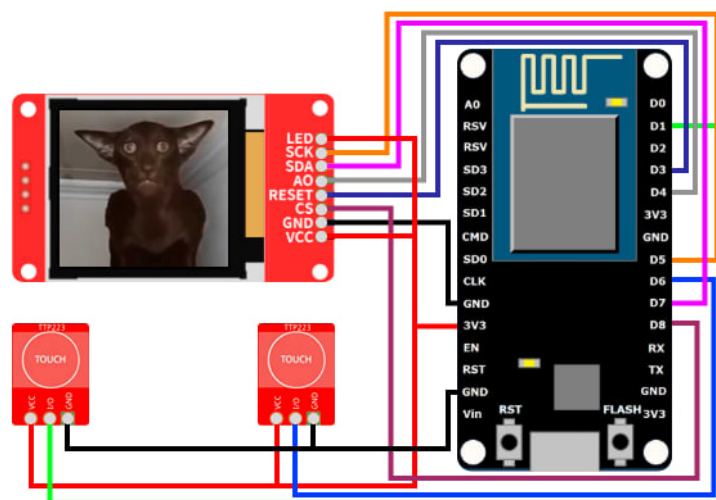 LED
SCK
SDA
AO
RESET
CS
GND
VCC
A0
RSV
RSV
SD3
SD2
SD1
CMD
SD0
CLK
GND
3V3
EN
RST
GND
Vin
D0
D1
D2
D3
D4
3V3
GND
D5
D6
D7
D8
RX
TX
GND
3V3
RST
FLASH
TTP223
TOUCH
VCC
I/O
GND
TTP223
TOUCH
VCC
I/O
GND